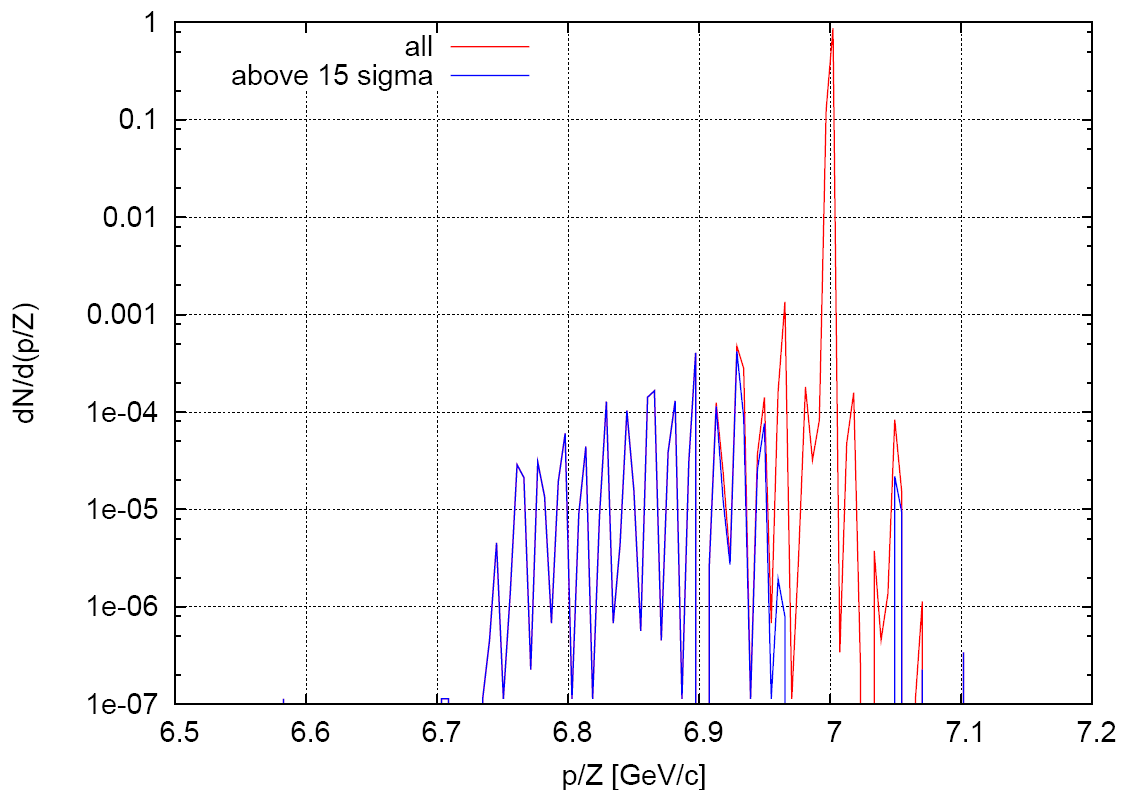 1
all
above 15 sigma
0.1
0.01
0.001
dN/d(p/Z)
1e-04
1e-05
1e-06
1e-07
6.5 6.6 6.7 6.8 6.9 7 7.1 7.2
p/Z [GeV/c]